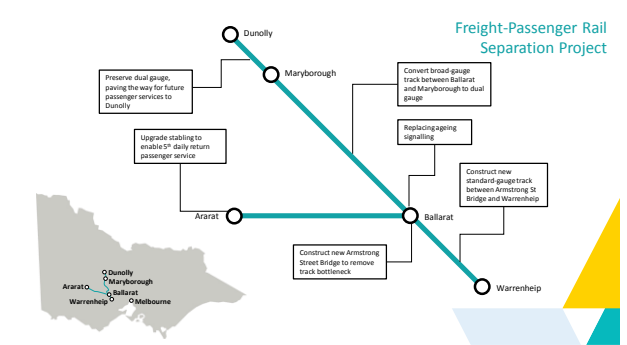 Freight-Passenger Rail
Separation Project
Dunolly
Maryborough
Preserve dual gauge,
paving the way for future
passenger services to
Dunolly
Convert broad-gauge
track between Ballarat
and Maryborough to dual
gauge
Upgrade stabling to
enable 5th daily return
passenger service
Replacing ageing
signalling
Construct new
standard-gauge track
between Armstrong St
Bridge and Warrenheip
Ararat
Ballarat
Construct new Armstrong
Street Bridge to remove
track bottleneck
Warrenheip
Dunolly
Maryborough
Ararat
Ballarat
Warrenheip
Melbourne